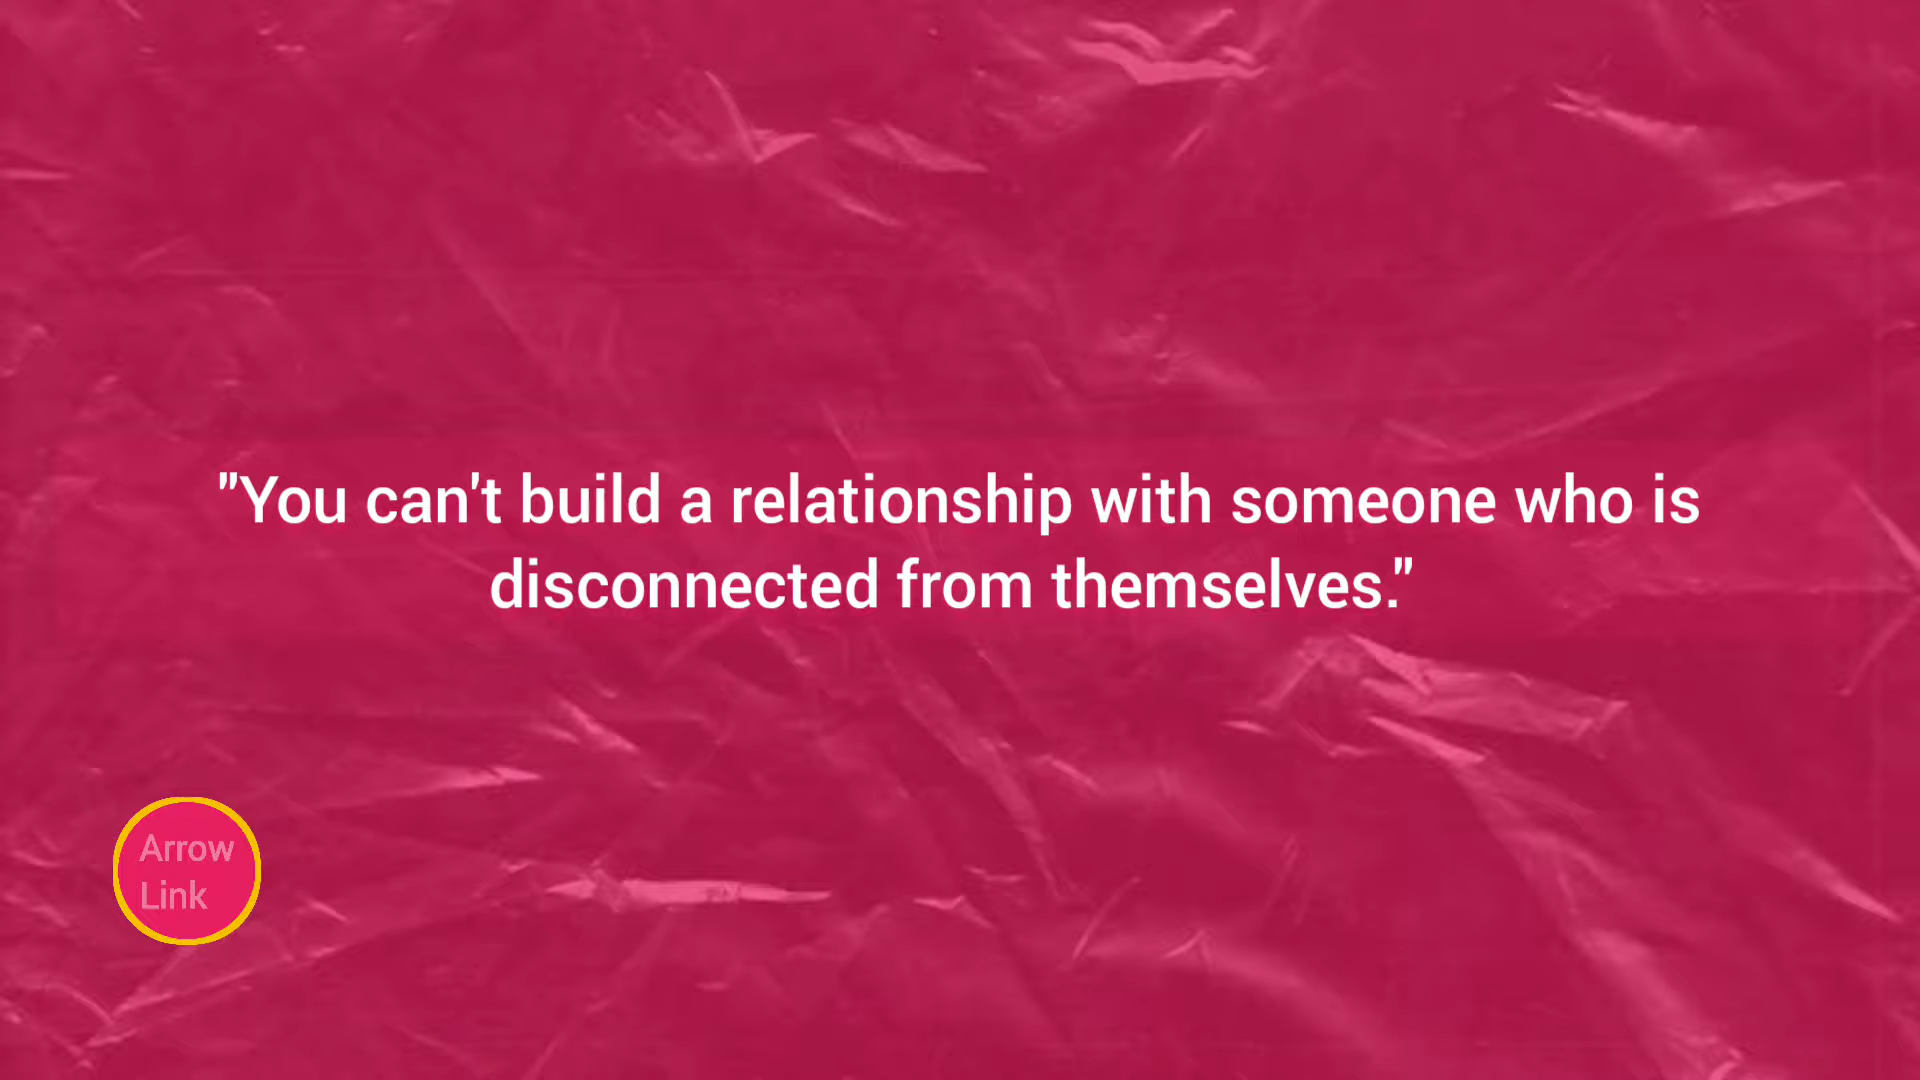 "You can't build a relationship with someone who is
disconnected from themselves."
Arrow
Link